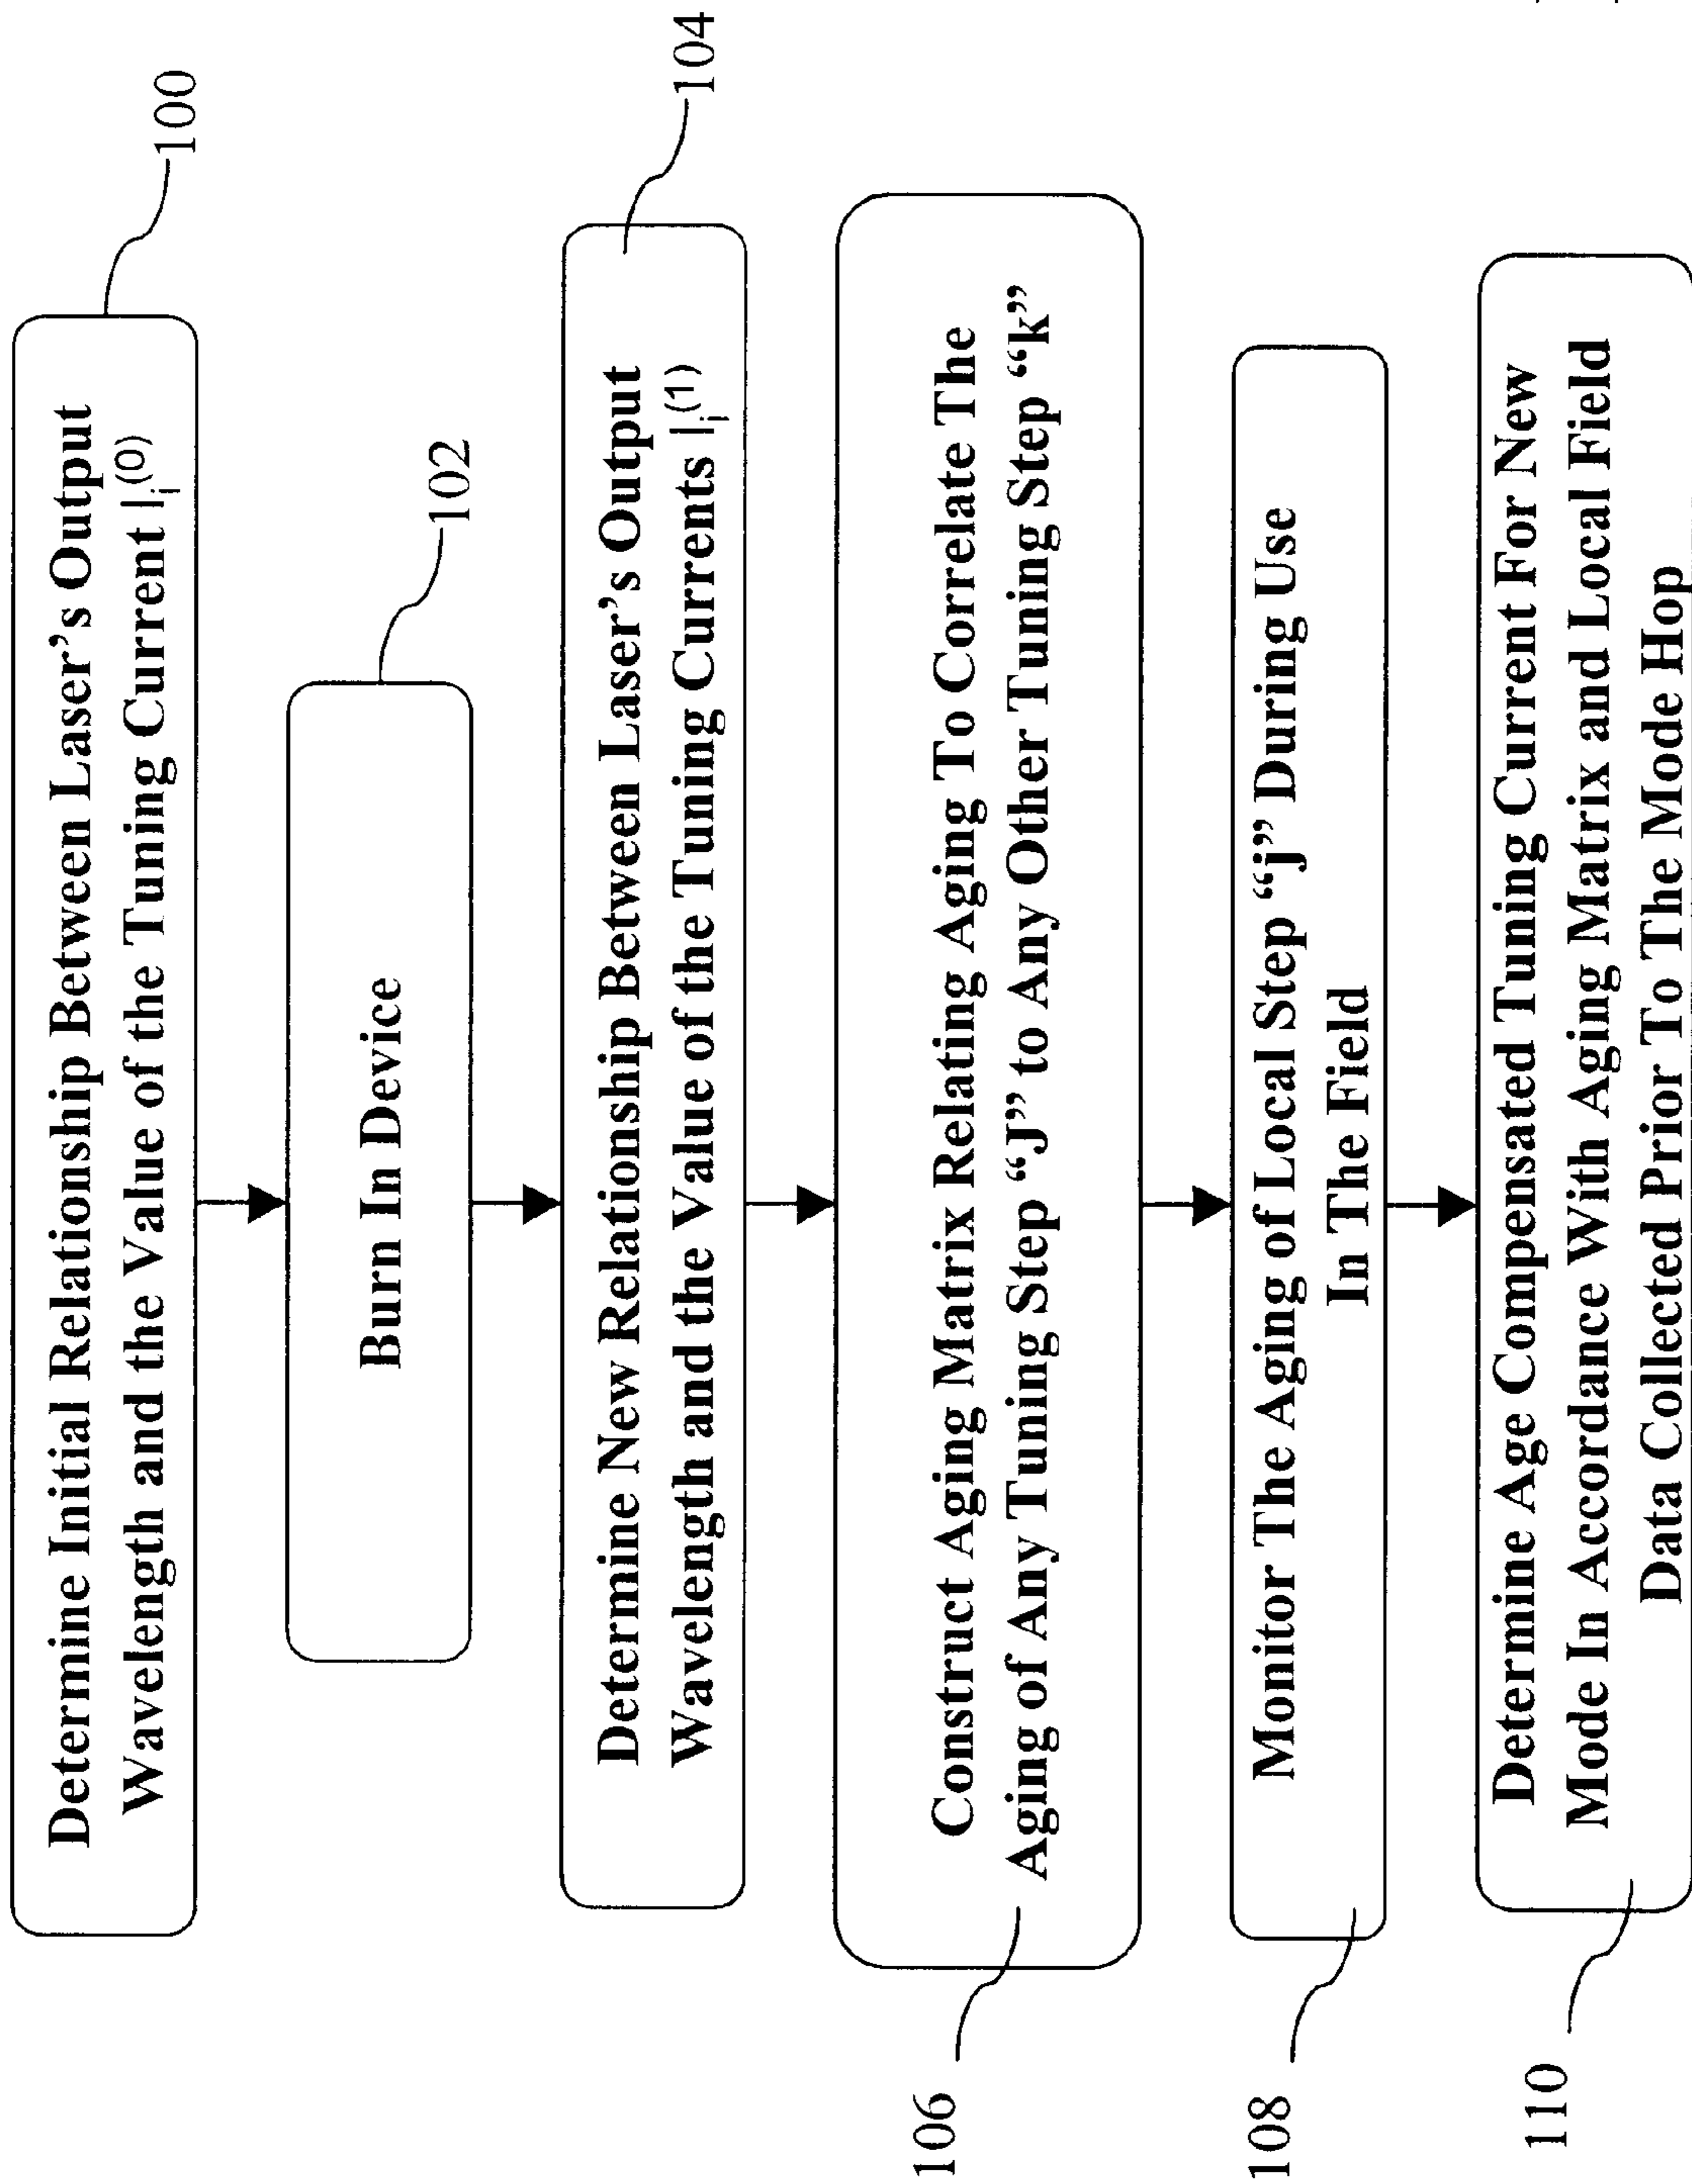 Determine Initial Relationship Between Laser's Output
Wavelength and the Value of the Tuning Current I_i^(0)
100
Burn In Device
102
Determine New Relationship Between Laser's Output
Wavelength and the Value of the Tuning Currents I_i^(1)
104
Construct Aging Matrix Relating Aging To Correlate The
Aging of Any Tuning Step “J” to Any Other Tuning Step “k”
106
Monitor The Aging of Local Step “j” During Use
In The Field
108
Determine Age Compensated Tuning Current For New
Mode In Accordance With Aging Matrix and Local Field
Data Collected Prior To The Mode Hop
110